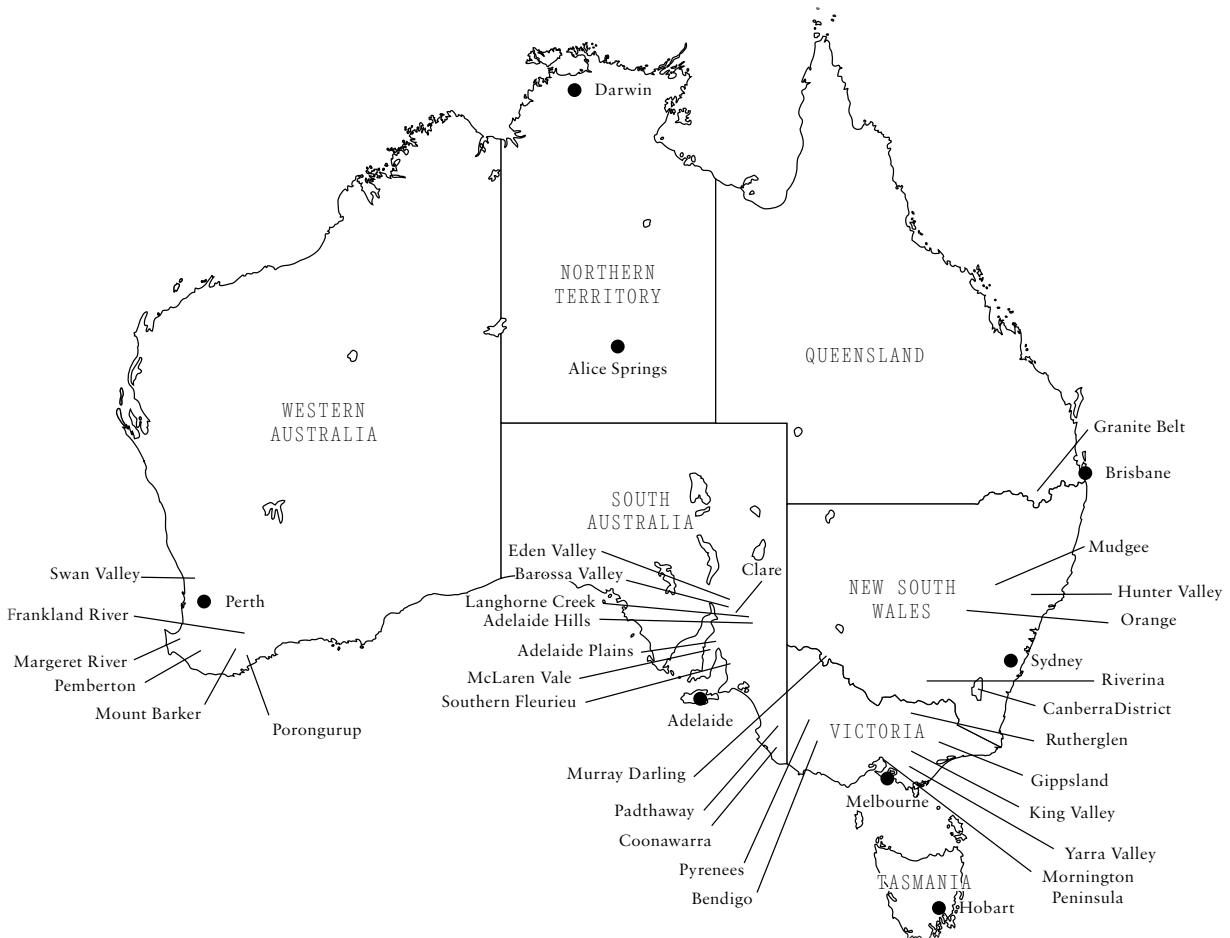 Darwin
NORTHERN
TERRITORY
Alice Springs
QUEENSLAND
WESTERN
AUSTRALIA
Granite Belt
Brisbane
SOUTH
AUSTRALIA
Eden Valley
Barossa Valley
Clare
Langhorne Creek
Adelaide Hills
Adelaide Plains
McLaren Vale
Southern Fleurieu
Adelaide
Swan Valley
Perth
Frankland River
Margeret River
Pemberton
Mount Barker
Porongurup
Mudgee
NEW SOUTH
WALES
Hunter Valley
Orange
Sydney
Riverina
CanberraDistrict
VICTORIA
Rutherglen
Murray Darling
Gippsland
Padthaway
Melbourne
King Valley
Coonawarra
Yarra Valley
Pyrenees
Mornington
Peninsula
Bendigo
TASMANIA
Hobart